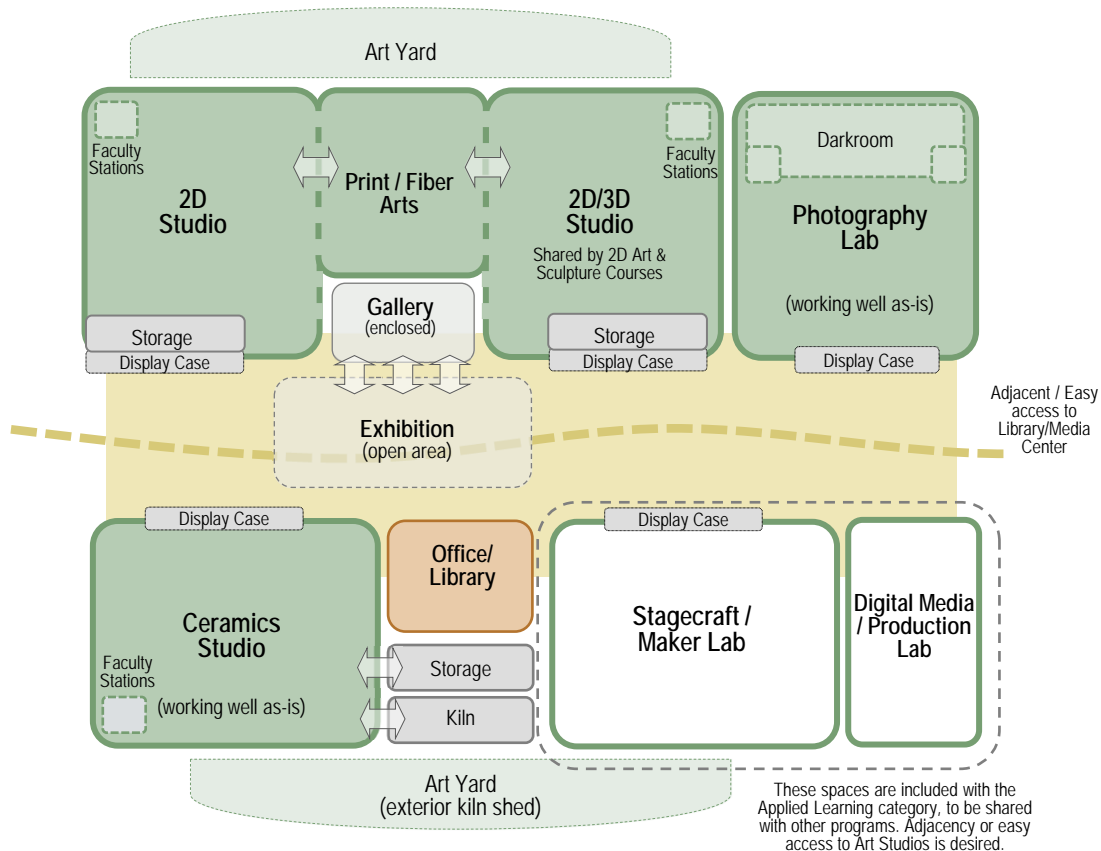 Art Yard
Faculty
Stations
2D
Studio
Print / Fiber
Arts
Faculty
Stations
2D/3D
Studio
Shared by 2D Art &
Sculpture Courses
Darkroom
Photography
Lab
(working well as-is)
Gallery
(enclosed)
Storage
Display Case
Storage
Display Case
Display Case
Exhibition
(open area)
Adjacent / Easy
access to
Library/Media
Center
Display Case
Ceramics
Studio
Faculty
Stations
(working well as-is)
Office/
Library
Storage
Kiln
Display Case
Stagecraft /
Maker Lab
Digital Media
/ Production
Lab
Art Yard
(exterior kiln shed)
These spaces are included with the
Applied Learning category, to be shared
with other programs. Adjacency or easy
access to Art Studios is desired.